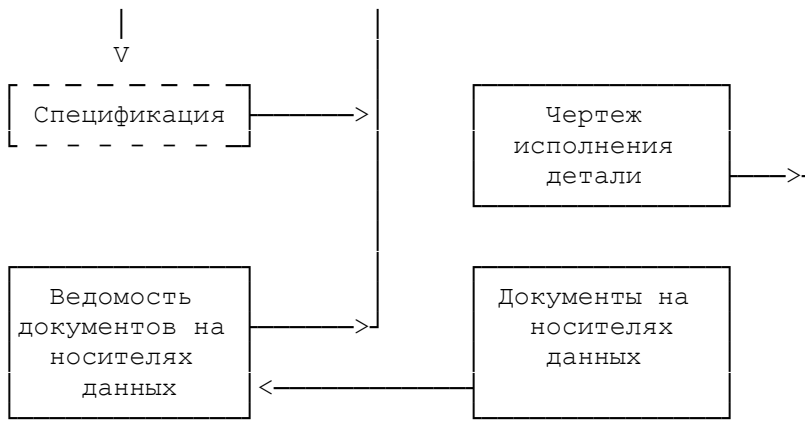 Спецификация
Чертеж
исполнения
детали
Ведомость
документов на
носителях
данных
Документы на
носителях
данных